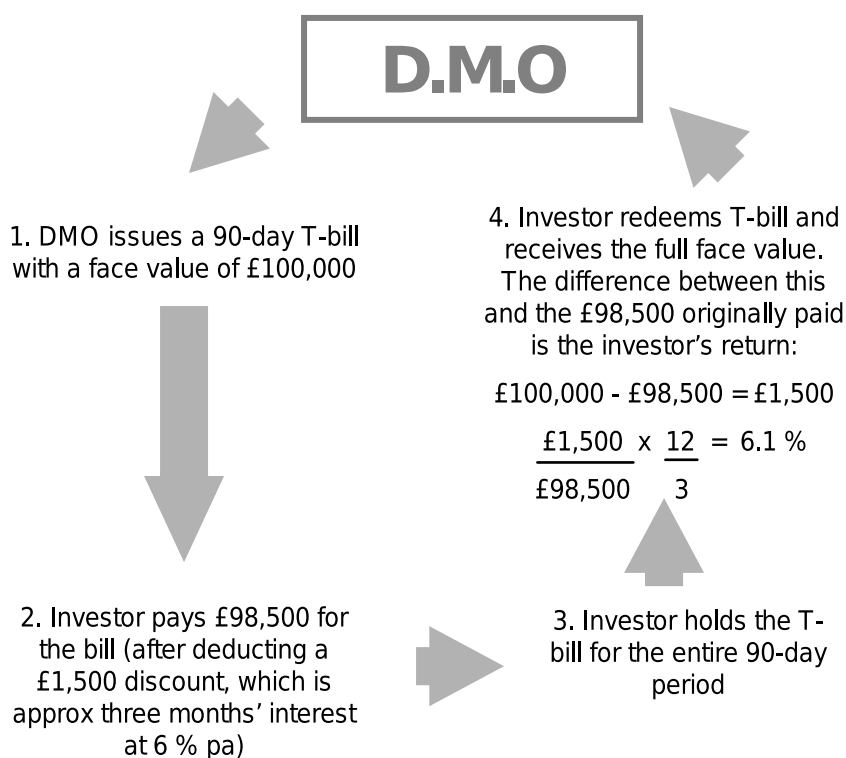 D.M.O
1. DMO issues a 90-day T-bill
with a face value of £100,000
2. Investor pays £98,500 for
the bill (after deducting a
£1,500 discount, which is
approx three months’ interest
at 6 % pa)
3. Investor holds the T-
bill for the entire 90-day
period
4. Investor redeems T-bill and
receives the full face value.
The difference between this
and the £98,500 originally paid
is the investor’s return:
£100,000 - £98,500 = £1,500
£1,500 x 12 = 6.1 %
£98,500 3